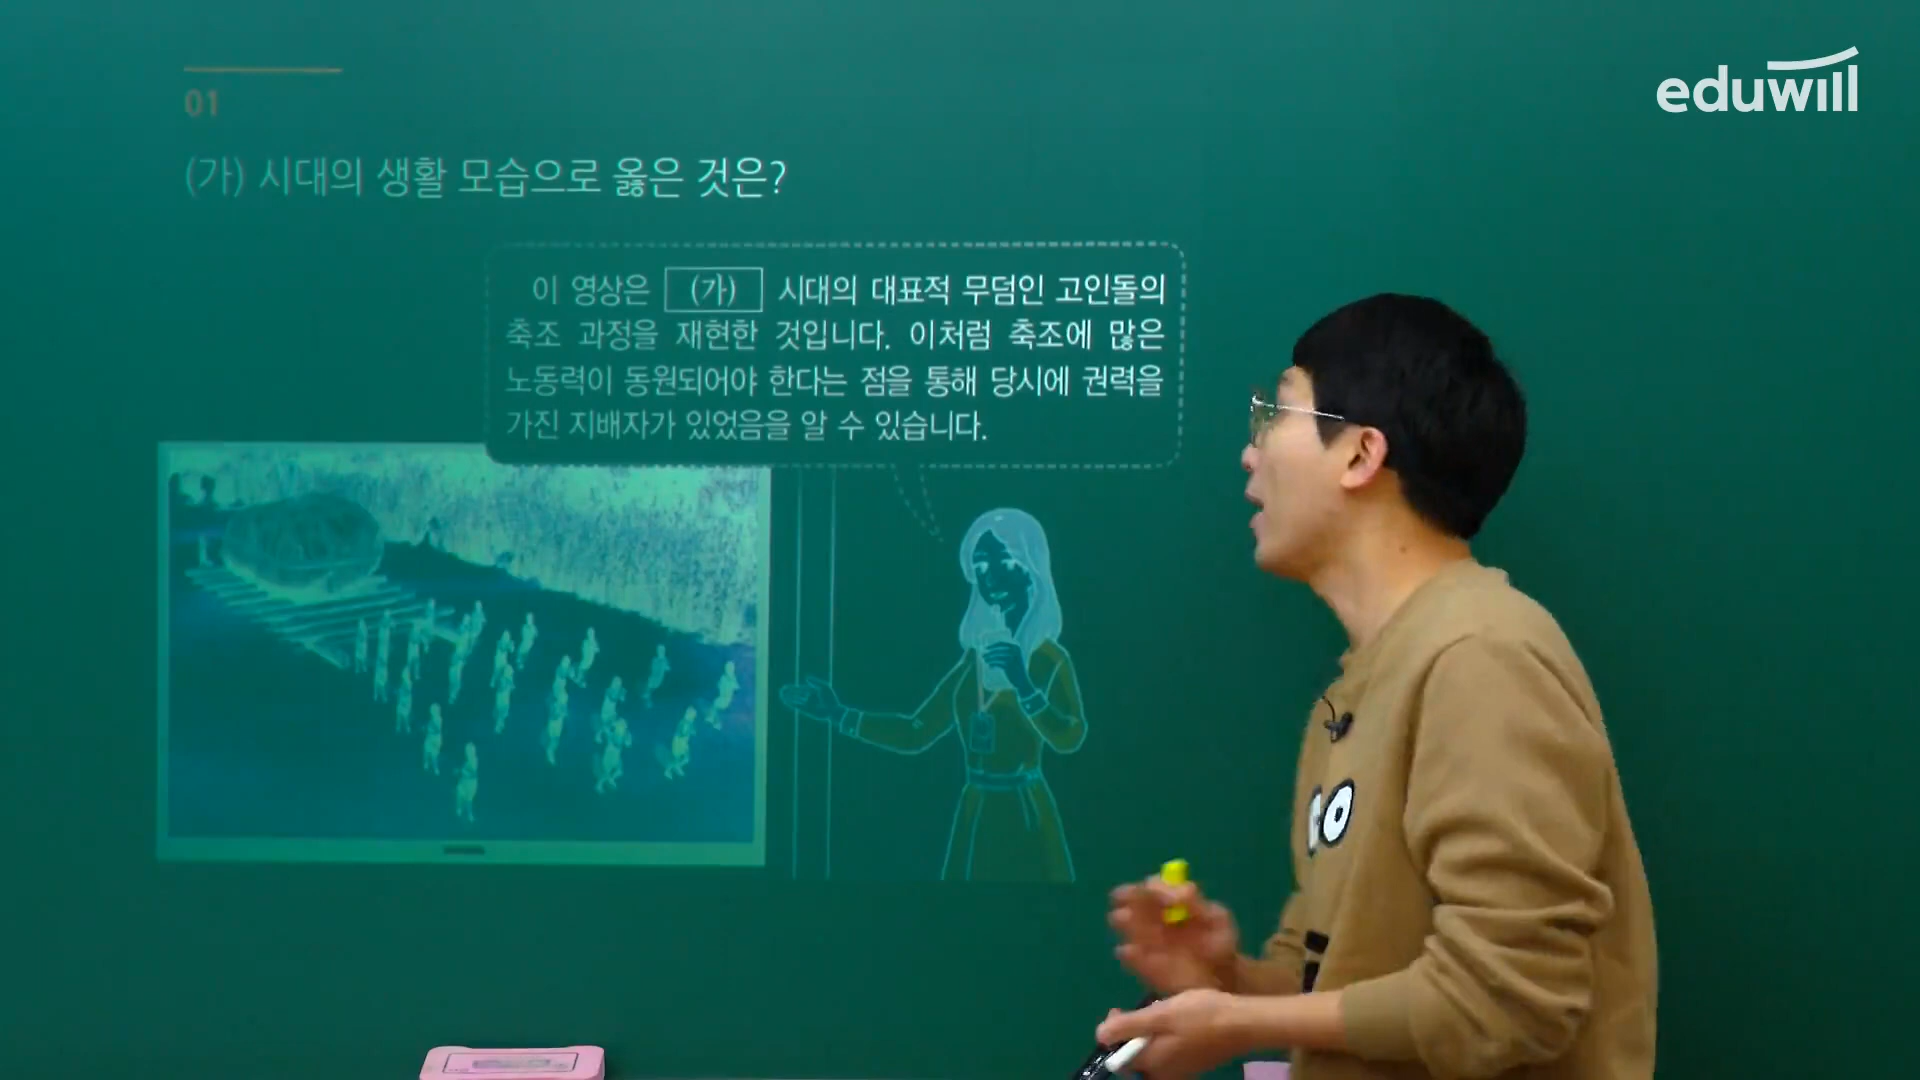 eduwill
01
(가) 시대의 생활 모습으로 옳은 것은?
이 영상은 (가) 시대의 대표적 무덤인 고인돌의
축조 과정을 재현한 것입니다. 이처럼 축조에 많은
노동력이 동원되어야 한다는 점을 통해 당시에 권력을
가진 지배자가 있었음을 알 수 있습니다.